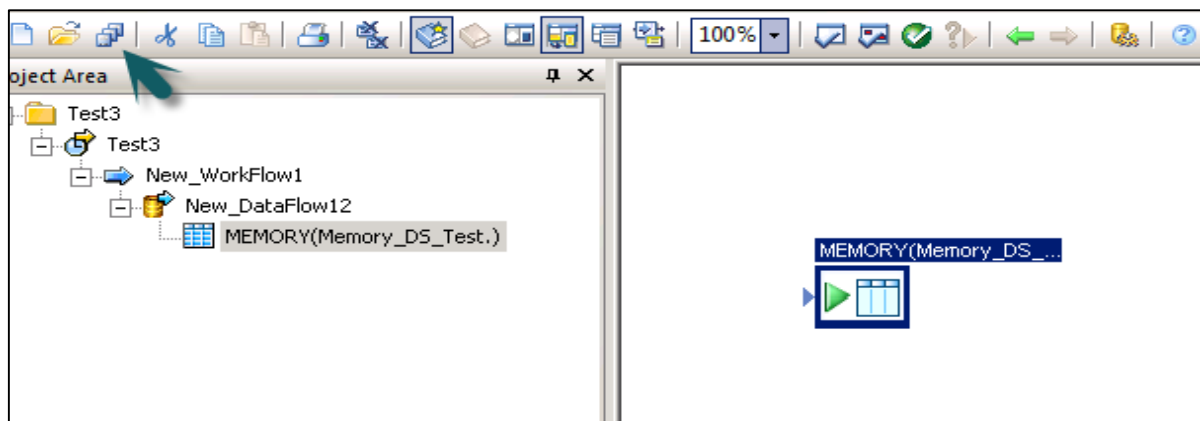 100%
oject Area
Test3
Test3
New_WorkFlow1
New_DataFlow12
MEMORY(Memory_DS_Test.)
MEMORY(Memory_DS_...